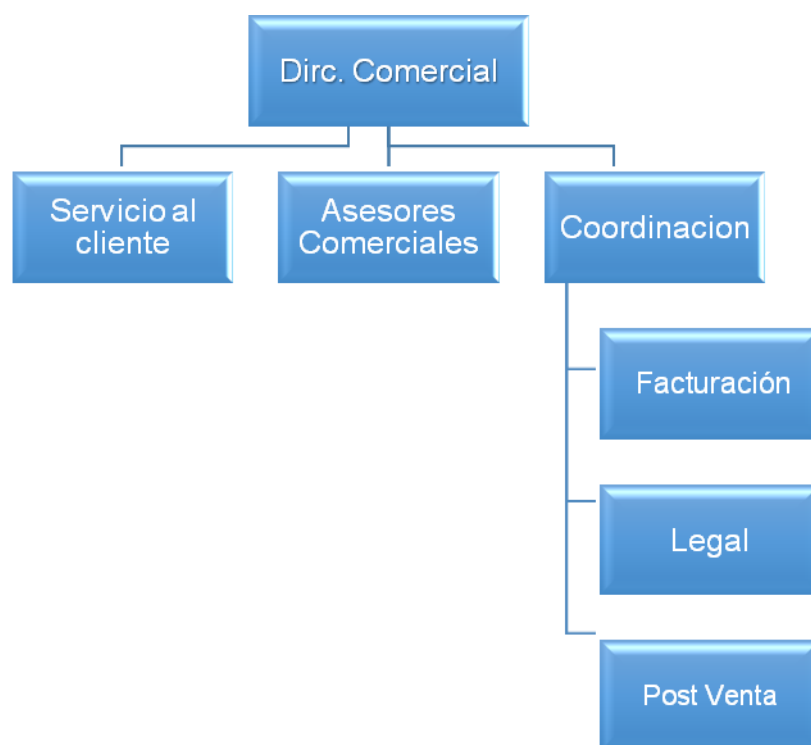 Dirc. Comercial
Servicio al
cliente
Asesores
Comerciales
Coordinacion
Facturación
Legal
Post Venta